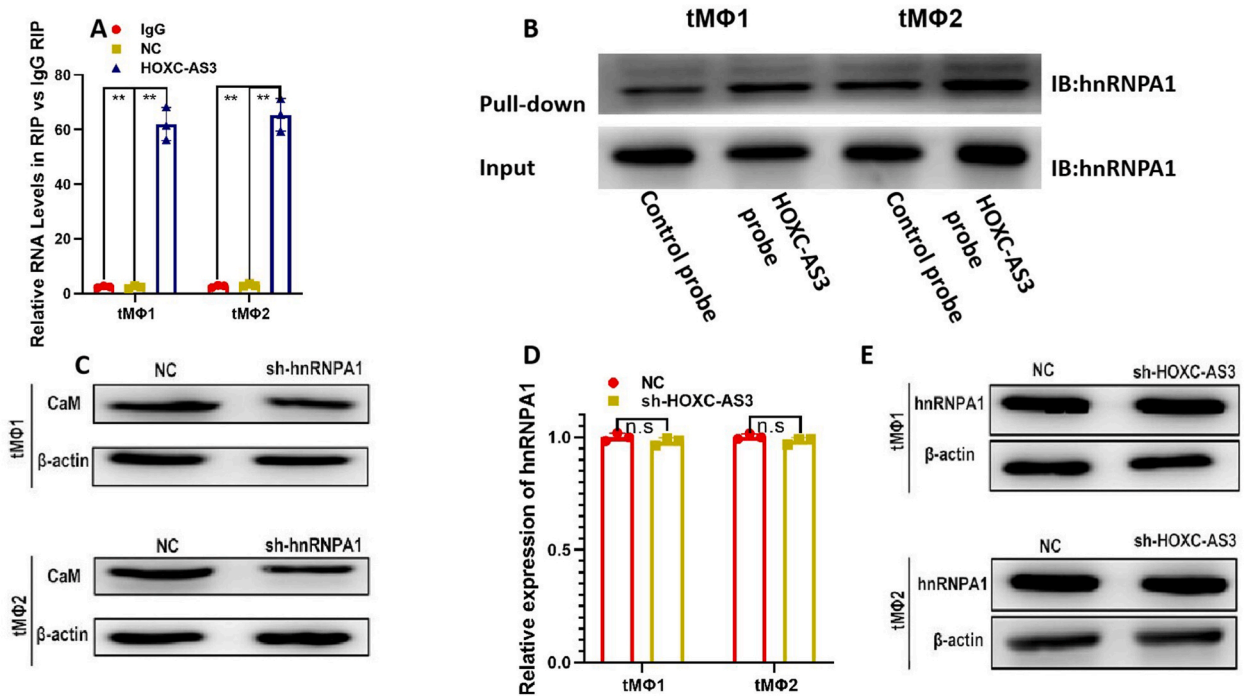 A
IgG
NC
HOXC-AS3
Relative RNA Levels in RIP vs IgG RIP
80
60
40
20
0
** **
** **
tMΦ1
tMΦ2
B
tMΦ1
tMΦ2
Pull-down
IB:hnRNPA1
Input
IB:hnRNPA1
Control probe
HOXC-AS3
probe
Control probe
HOXC-AS3
probe
C
NC
sh-hnRNPA1
tMΦ1
CaM
β-actin
NC
sh-hnRNPA1
tMΦ2
CaM
β-actin
D
NC
sh-HOXC-AS3
Relative expression of hnRNPA1
1.0
0.5
0.0
n.s
n.s
tMΦ1
tMΦ2
E
NC
sh-HOXC-AS3
tMΦ1
hnRNPA1
β-actin
NC
sh-HOXC-AS3
tMΦ2
hnRNPA1
β-actin